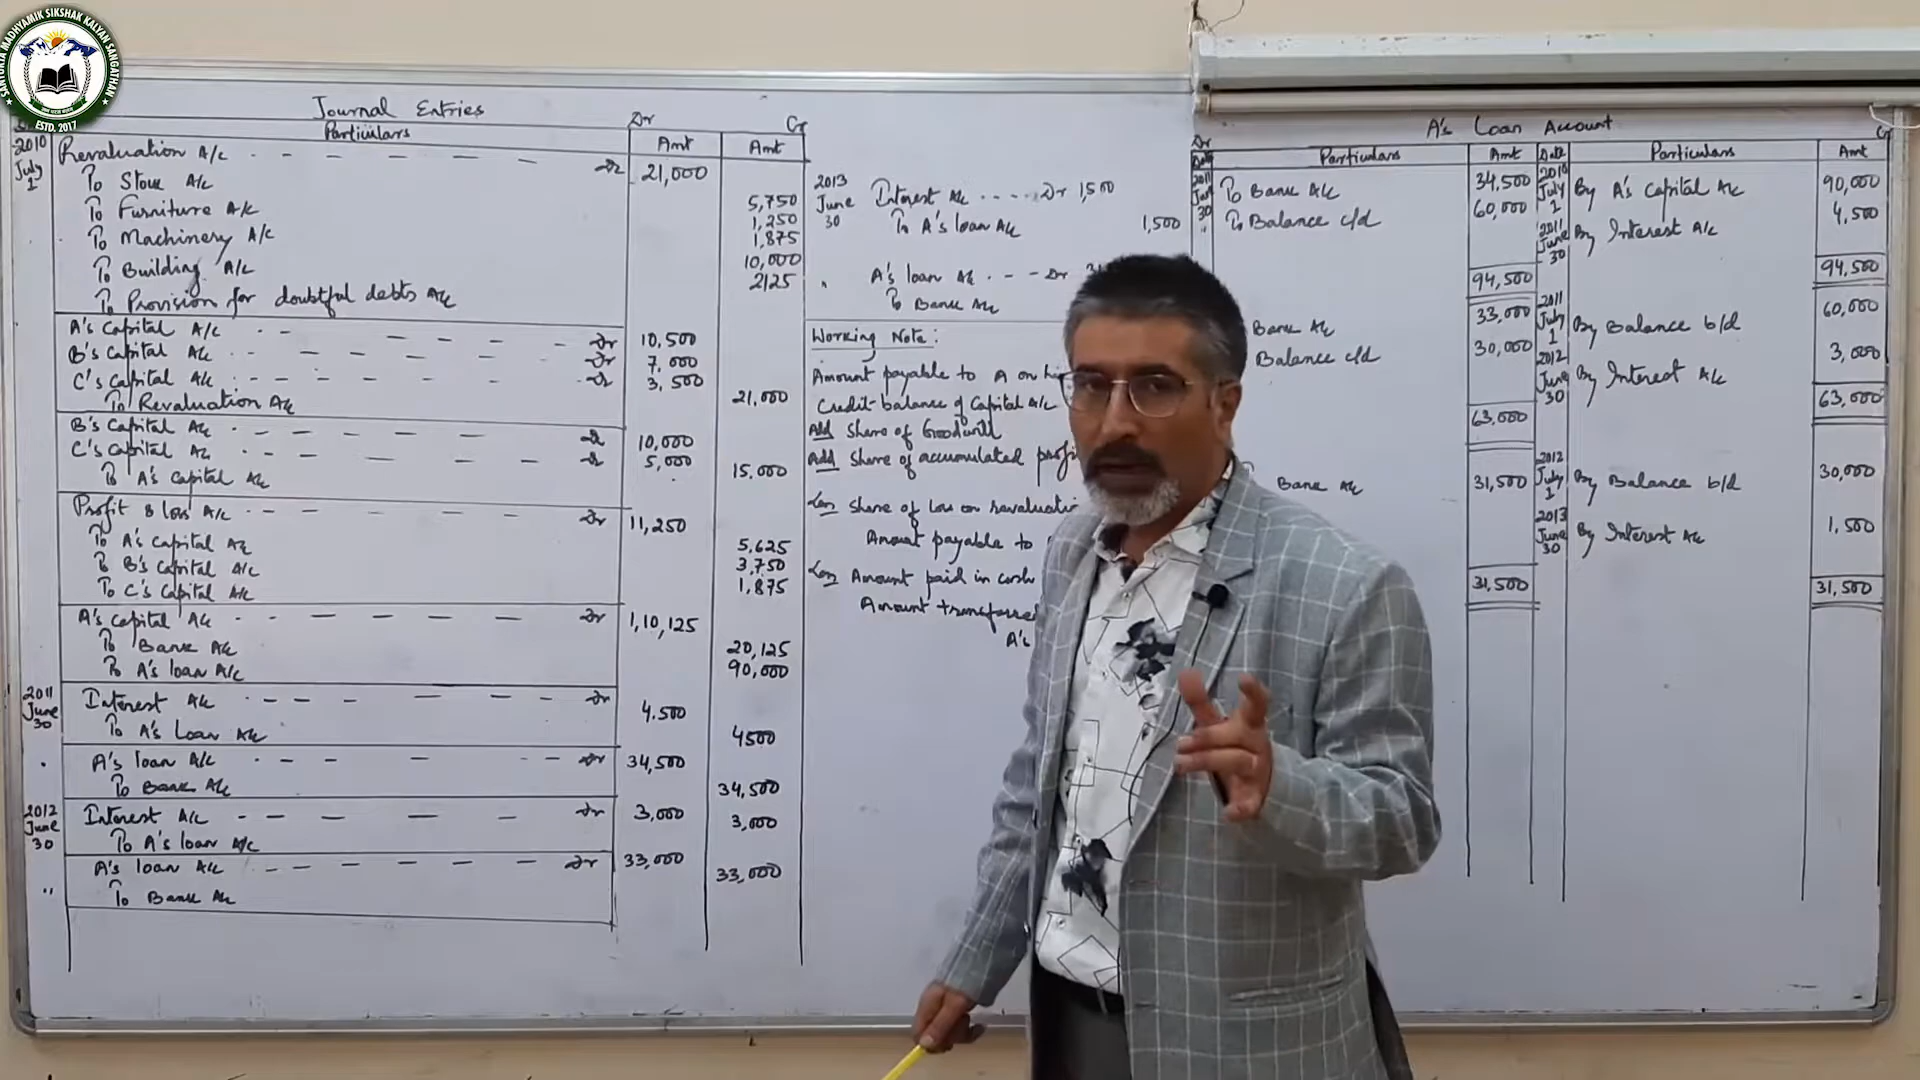 SANYUKTA MADHYAMIK SIKSHAK KALYAN SANGATHAN
ESTD. 2017
Journal Entries
Particulars Dr Amt Cr Amt
2010 July 1 Revaluation A/c Dr 21,000
To Stock A/c 5,750
To Furniture A/c 1,250
To Machinery A/c 1,875
To Building A/c 10,000
To Provision for doubtful debts A/c 2125
A's Capital A/c Dr 10,500
B's Capital A/c Dr 7,000
C's Capital A/c Dr 3,500
To Revaluation A/c 21,000
B's Capital A/c Dr 10,000
C's Capital A/c Dr 5,000
To A's Capital A/c 15,000
Profit & loss A/c Dr 11,250
To A's Capital A/c 5,625
To B's Capital A/c 3,750
To C's Capital A/c 1,875
A's Capital A/c Dr 1,10,125
To Bank A/c 20,125
To A's loan A/c 90,000
2011 June 30 Interest A/c Dr 4,500
To A's Loan A/c 4500
" A's loan A/c Dr 34,500
To Bank A/c 34,500
2012 June 30 Interest A/c Dr 3,000
To A's loan A/c 3,000
" A's loan A/c Dr 33,000
To Bank A/c 33,000
2013 June 30 Interest A/c Dr 1,500
To A's loan A/c 1,500
" A's loan A/c Dr
To Bank A/c
Working Note:
Amount payable to A on
Credit balance of Capital A/c
Add Share of Goodwill
Add Share of accumulated profi
Less Share of Loss on revaluati
Amount payable to
Less Amount paid in cash
Amount transferred
A's
A's Loan Account
Dr Cr
Date Particulars Amt Date Particulars Amt
2011 June 30 To Bank A/c 34,500 2010 July 1 By A's Capital A/c 90,000
" To Balance c/d 60,000 2011 June 30 By Interest A/c 4,500
94,500 94,500
Bank A/c 33,000 2011 July 1 By Balance b/d 60,000
Balance c/d 30,000 2012 June 30 By Interest A/c 3,000
63,000 63,000
Bank A/c 31,500 2012 July 1 By Balance b/d 30,000
2013 June 30 By Interest A/c 1,500
31,500 31,500